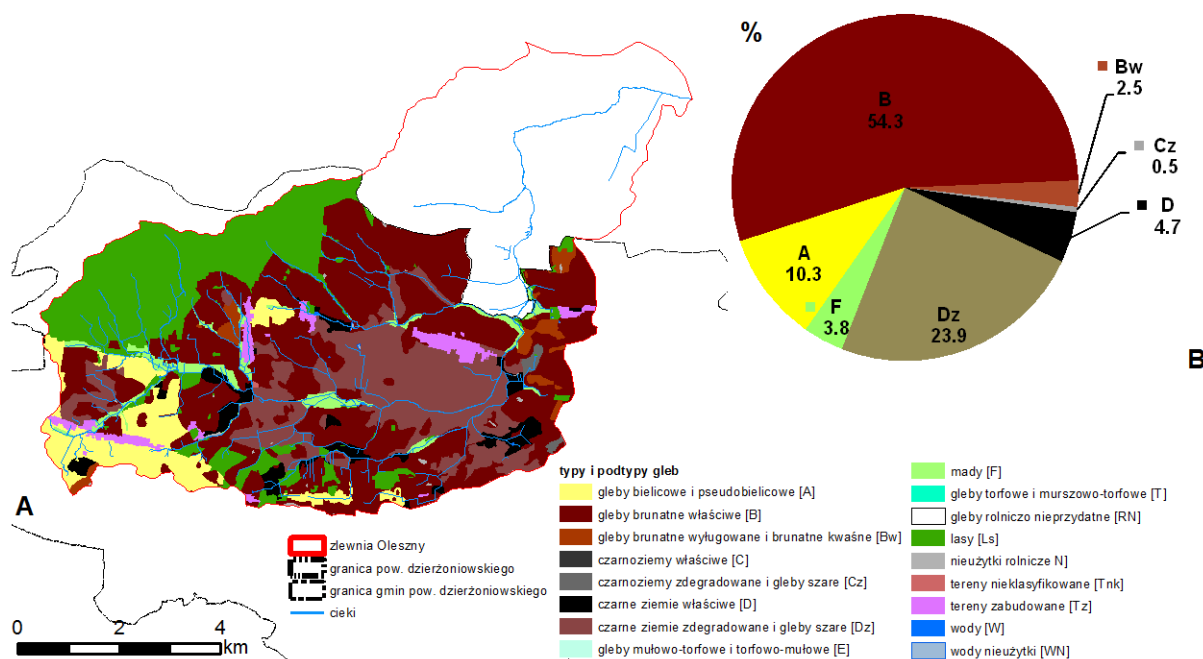 %
B
54.3
Bw
2.5
Cz
0.5
D
4.7
A
10.3
F
3.8
Dz
23.9
B
A
zlewnia Oleszny
granica pow. dzierżoniowskiego
granica gmin pow. dzierżoniowskiego
cieki
0 2 4
km
typy i podtypy gleb
gleby bielicowe i pseudobielicowe [A]
gleby brunatne właściwe [B]
gleby brunatne wyługowane i brunatne kwaśne [Bw]
czarnoziemy właściwe [C]
czarnoziemy zdegradowane i gleby szare [Cz]
czarne ziemie właściwe [D]
czarne ziemie zdegradowane i gleby szare [Dz]
gleby mułowo-torfowe i torfowo-mułowe [E]
mady [F]
gleby torfowe i murszowo-torfowe [T]
gleby rolniczo nieprzydatne [RN]
lasy [Ls]
nieużytki rolnicze N]
tereny nieklasyfikowane [Tnk]
tereny zabudowane [Tz]
wody [W]
wody nieużytki [WN]